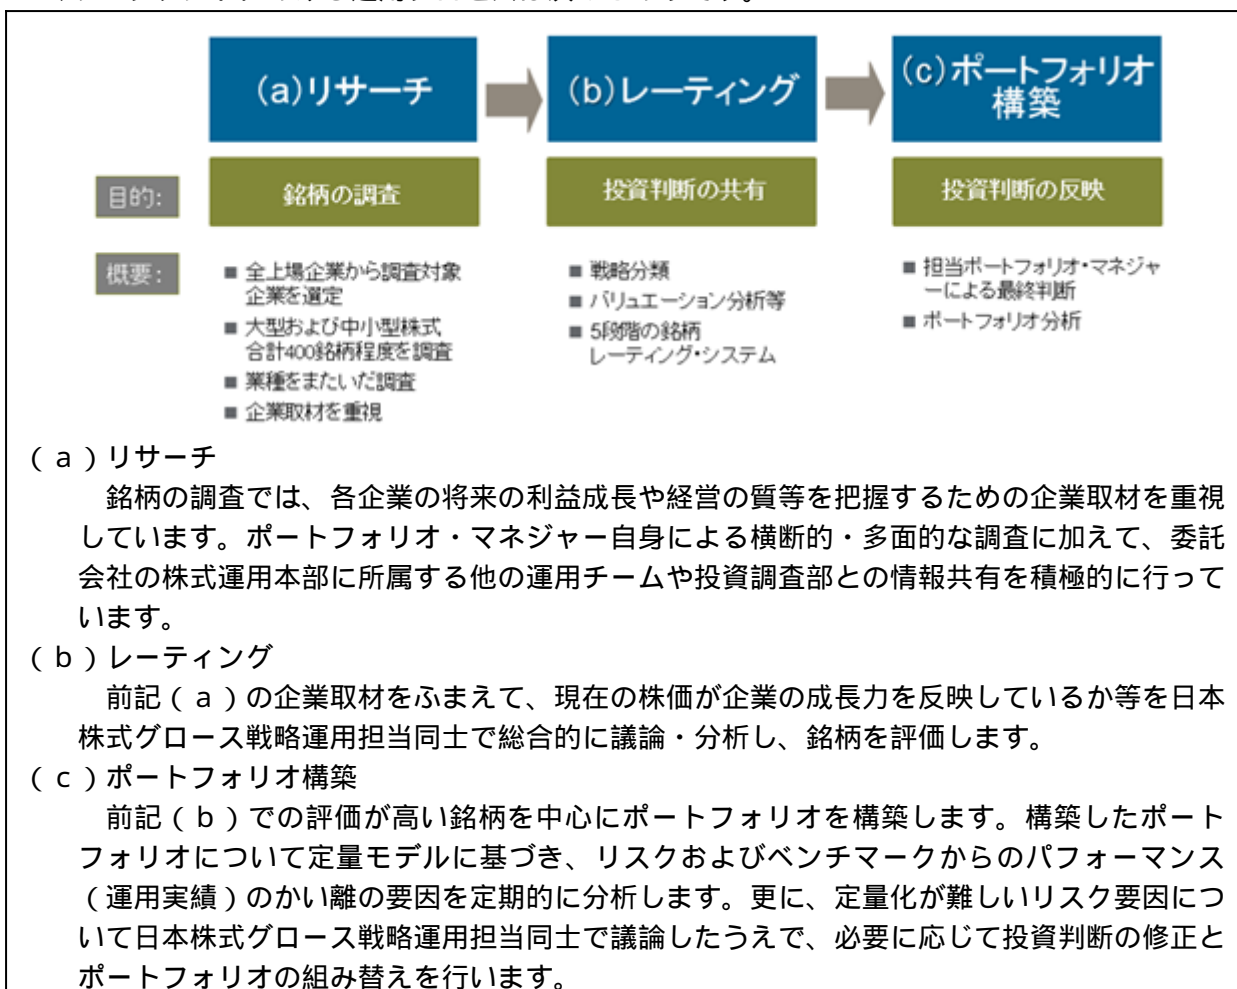 (a)リサーチ
(b)レーティング
(c)ポートフォリオ
構築
目的:
銘柄の調査
投資判断の共有
投資判断の反映
概要:
■ 全上場企業から調査対象
企業を選定
■ 大型および中小型株式
合計400銘柄程度を調査
■ 業種をまたいだ調査
■ 企業取材を重視
■ 戦略分類
■ バリュエーション分析等
■ 5段階の銘柄
レーティング・システム
■ 担当ポートフォリオ・マネジャ
ーによる最終判断
■ ポートフォリオ分析
(a)リサーチ
銘柄の調査では、各企業の将来の利益成長や経営の質等を把握するための企業取材を重視
しています。ポートフォリオ・マネジャー自身による横断的・多面的な調査に加えて、委託
会社の株式運用本部に所属する他の運用チームや投資調査部との情報共有を積極的に行って
います。
(b)レーティング
前記(a)の企業取材をふまえて、現在の株価が企業の成長力を反映しているか等を日本
株式グロース戦略運用担当同士で総合的に議論・分析し、銘柄を評価します。
(c)ポートフォリオ構築
前記(b)での評価が高い銘柄を中心にポートフォリオを構築します。構築したポート
フォリオについて定量モデルに基づき、リスクおよびベンチマークからのパフォーマンス
(運用実績)のかい離の要因を定期的に分析します。更に、定量化が難しいリスク要因につ
いて日本株式グロース戦略運用担当同士で議論したうえで、必要に応じて投資判断の修正と
ポートフォリオの組み替えを行います。